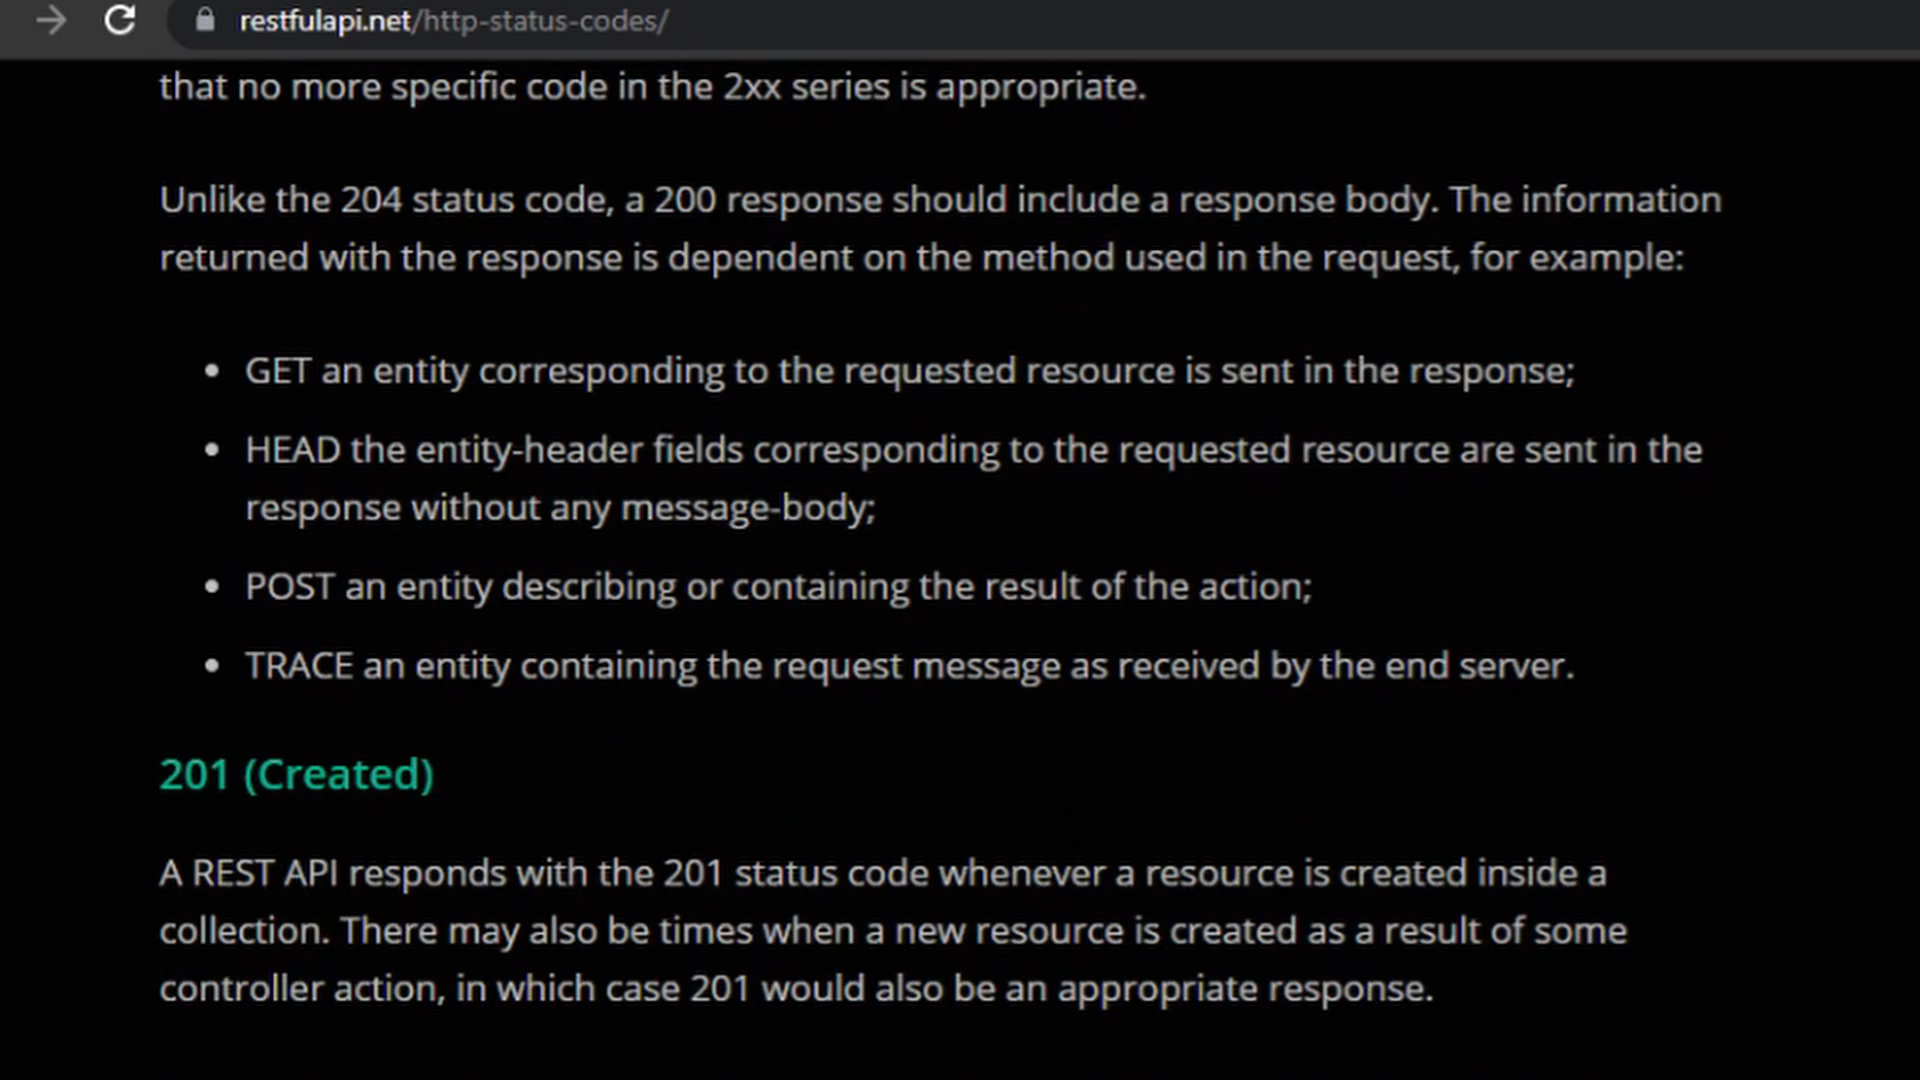 restfulapi.net/http-status-codes/
that no more specific code in the 2xx series is appropriate.
Unlike the 204 status code, a 200 response should include a response body. The information
returned with the response is dependent on the method used in the request, for example:
• GET an entity corresponding to the requested resource is sent in the response;
• HEAD the entity-header fields corresponding to the requested resource are sent in the
response without any message-body;
• POST an entity describing or containing the result of the action;
• TRACE an entity containing the request message as received by the end server.
201 (Created)
A REST API responds with the 201 status code whenever a resource is created inside a
collection. There may also be times when a new resource is created as a result of some
controller action, in which case 201 would also be an appropriate response.